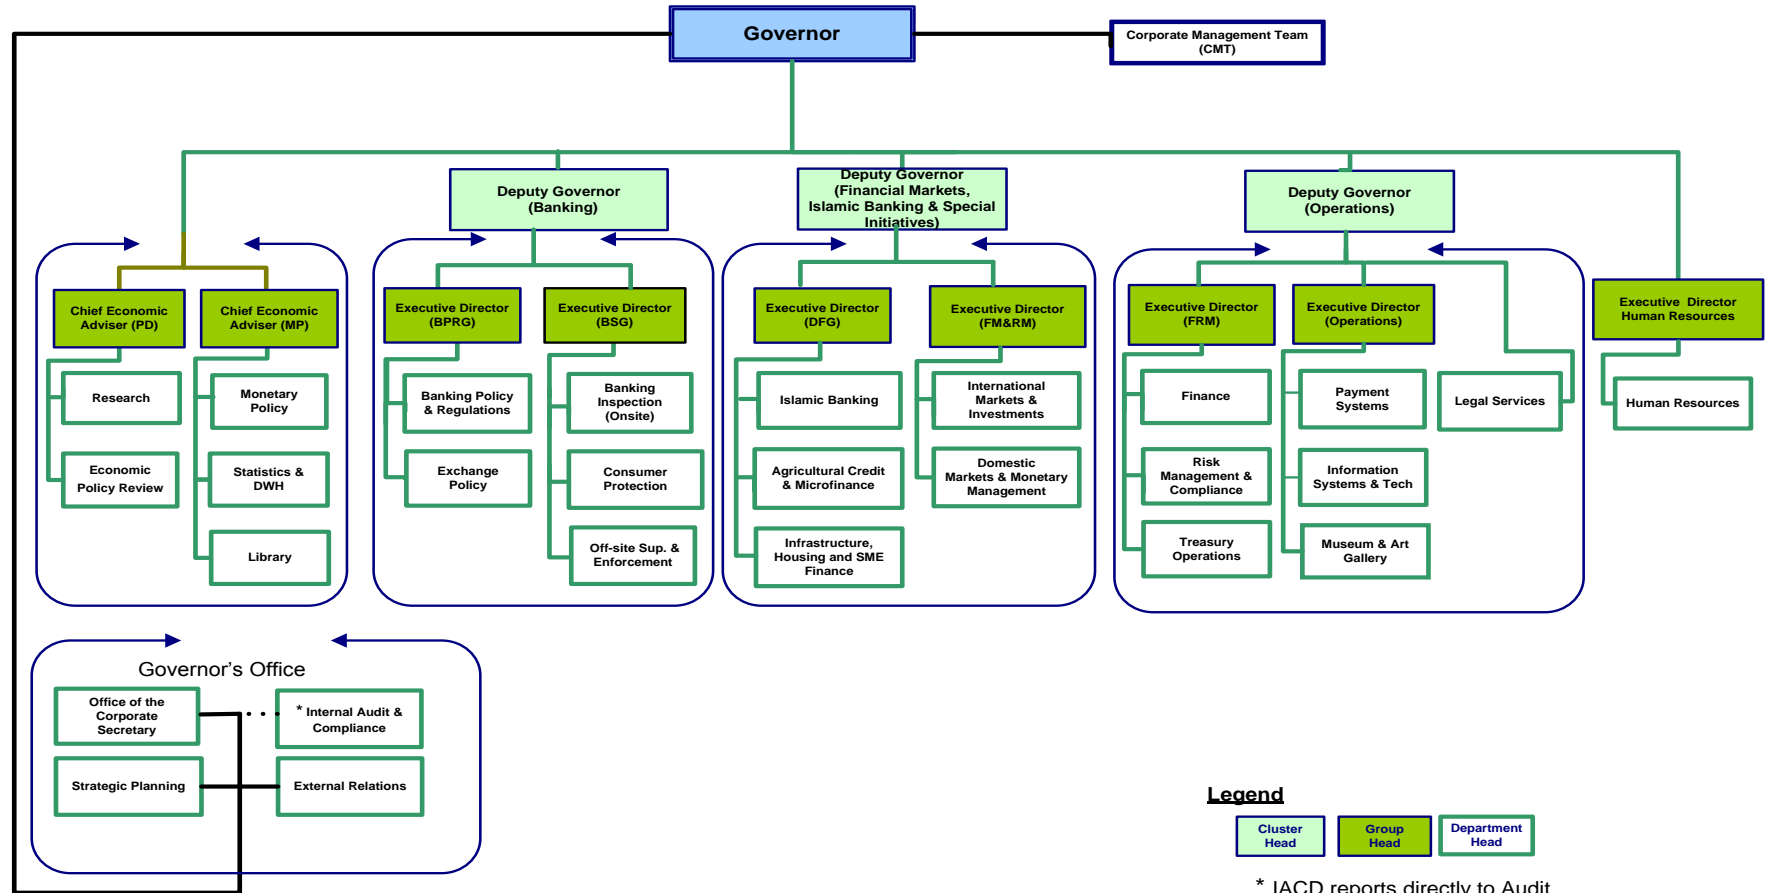 Governor
Corporate Management Team
(CMT)
Deputy Governor
(Banking)
Deputy Governor
(Financial Markets,
Islamic Banking & Special
Initiatives)
Deputy Governor
(Operations)
Chief Economic
Adviser (PD)
Chief Economic
Adviser (MP)
Executive Director
(BPRG)
Executive Director
(BSG)
Executive Director
(DFG)
Executive Director
(FM&RM)
Executive Director
(FRM)
Executive Director
(Operations)
Executive Director
Human Resources
Research
Economic
Policy Review
Monetary
Policy
Statistics &
DWH
Library
Banking Policy
& Regulations
Exchange
Policy
Banking
Inspection
(Onsite)
Consumer
Protection
Off-site Sup. &
Enforcement
Islamic Banking
Agricultural Credit
& Microfinance
Infrastructure,
Housing and SME
Finance
International
Markets &
Investments
Domestic
Markets & Monetary
Management
Finance
Risk
Management &
Compliance
Treasury
Operations
Payment
Systems
Information
Systems & Tech
Museum & Art
Gallery
Legal Services
Human Resources
Governor's Office
Office of the
Corporate
Secretary
* Internal Audit &
Compliance
Strategic Planning
External Relations
Legend
Cluster
Head
Group
Head
Department
Head
* IACD reports directly to Audit